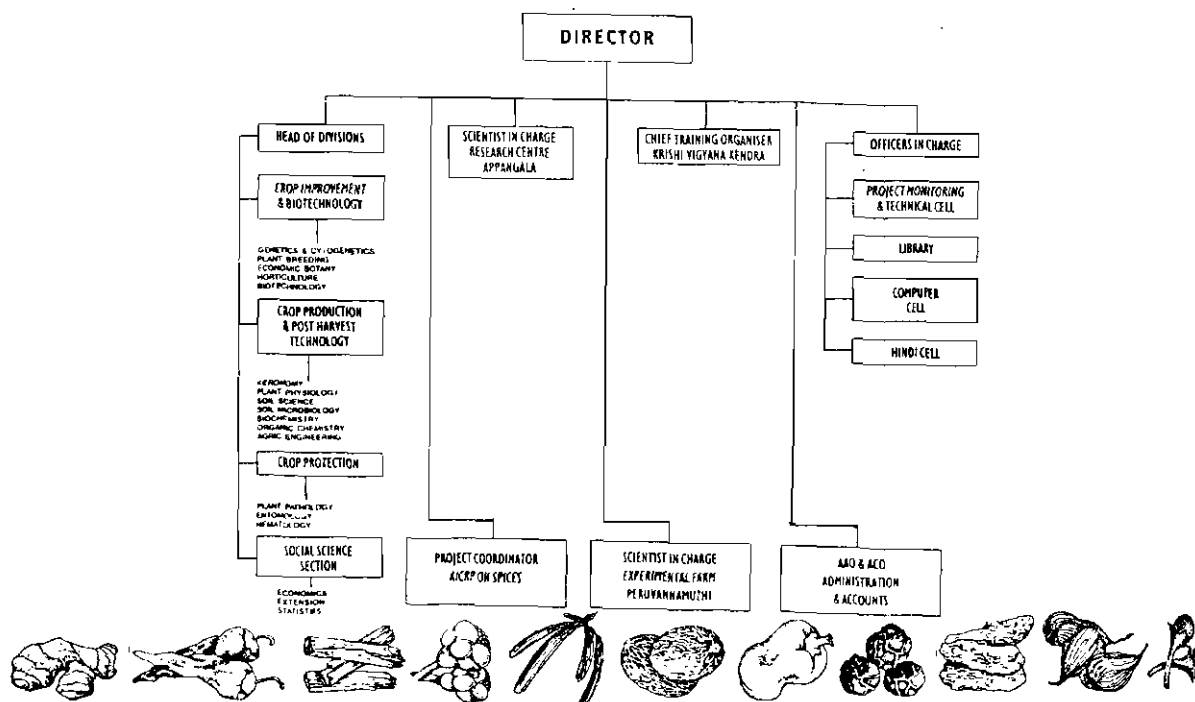 DIRECTOR
HEAD OF DIVISIONS
CROP IMPROVEMENT
& BIOTECHNOLOGY
GENETICS & CYTOGENETICS
PLANT BREEDING
ECONOMIC BOTANY
HORTICULTURE
BIOTECHNOLOGY
CROP PRODUCTION
& POST HARVEST
TECHNOLOGY
PLANT PHYSIOLOGY
SOIL SCIENCE
SOIL MICROBIOLOGY
BIOCHEMISTRY
ORGANIC CHEMISTRY
AGRIC ENGINEERING
CROP PROTECTION
PLANT PATHOLOGY
ENTOMOLOGY
NEMATOLOGY
SOCIAL SCIENCE
SECTION
ECONOMICS
EXTENSION
STATISTICS
SCIENTIST IN CHARGE
RESEARCH CENTRE
APPANGALA
CHIEF TRAINING ORGANISER
KRISHI VIGYANA KENDRA
OFFICERS IN CHARGE
PROJECT MONITORING
& TECHNICAL CELL
LIBRARY
COMPUTER
CELL
HINDI CELL
PROJECT COORDINATOR
AICRP ON SPICES
SCIENTIST IN CHARGE
EXPERIMENTAL FARM
PERUVANNAMUZHI
AAO & ACO
ADMINISTRATION
& ACCOUNTS